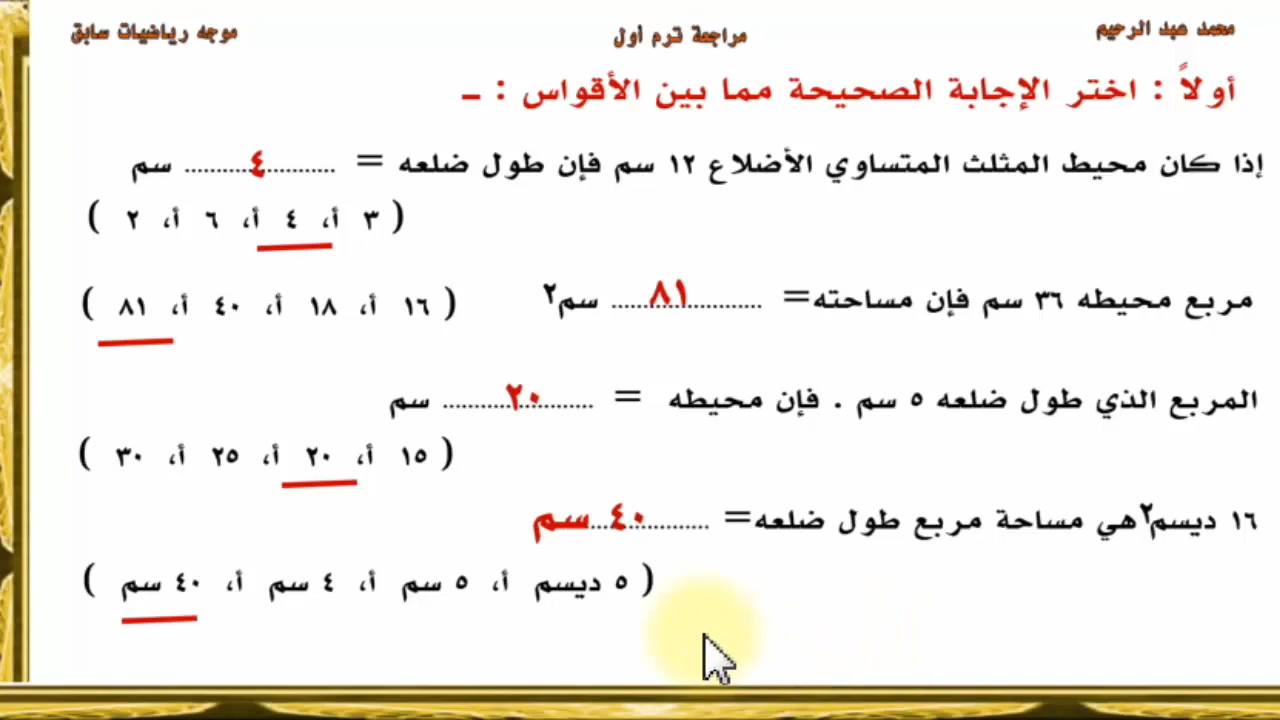 محمد عبد الرحيم مراجعة ترم أول موجه رياضيات سابق
أولاً : اختر الإجابة الصحيحة مما بين الأقواس : ـ
إذا كان محيط المثلث المتساوي الأضلاع ١٢ سم فإن طول ضلعه = ........٤........ سم
( ٣ أ، ٤ أ، ٦ أ، ٢ )
مربع محيطه ٣٦ سم فإن مساحته= ........٨١........ سم٢ ( ١٦ أ، ١٨ أ، ٤٠ أ، ٨١ )
المربع الذي طول ضلعه ٥ سم . فإن محيطه = ........٢٠........ سم
( ١٥ أ، ٢٠ أ، ٢٥ أ، ٣٠ )
١٦ ديسم٢هي مساحة مربع طول ضلعه= ........٤٠....سم
( ٥ ديسم أ، ٥ سم أ، ٤ سم أ، ٤٠ سم )